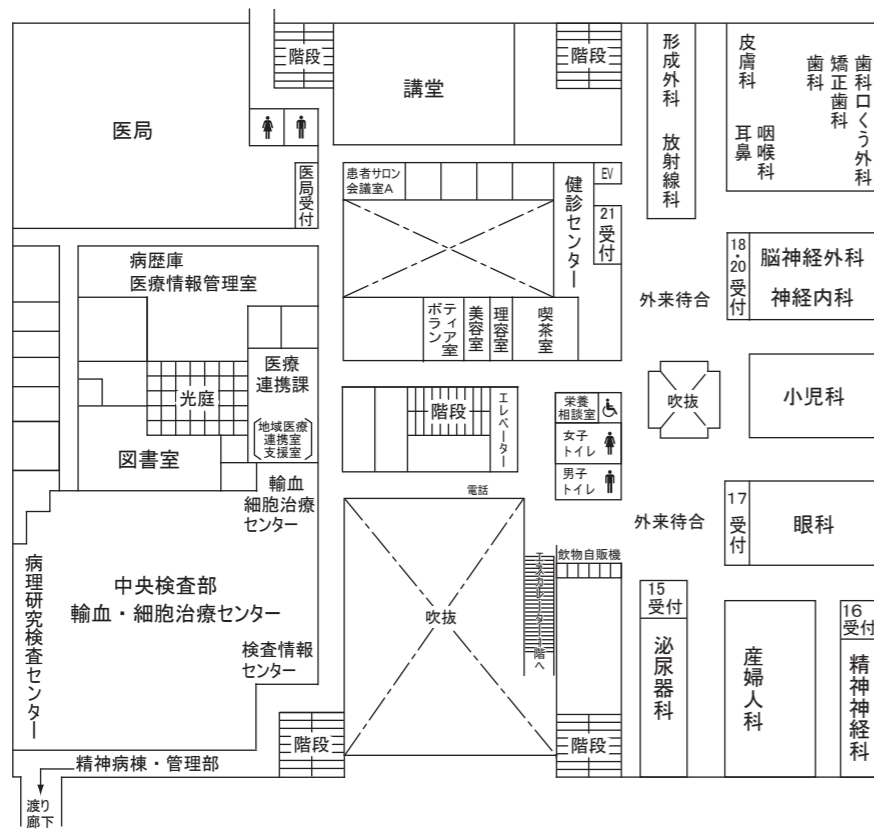 階段
階段
講堂
医局
医局受付
形成外科
放射線科
皮膚科
耳鼻
咽喉科
歯科
矯正歯科
歯科口くう外科
患者サロン
会議室A
健診センター
EV
21
受付
病歴庫
医療情報管理室
18・20
受付
脳神経外科
神経内科
外来待合
ボラン
ティア室
美容室
理容室
喫茶室
医療
連携課
地域医療
連携室
支援室
光庭
図書室
階段
エレベーター
栄養
相談室
女子
トイレ
男子
トイレ
吹抜
小児科
輸血
細胞治療
センター
電話
外来待合
17
受付
眼科
中央検査部
輸血・細胞治療センター
病理研究検査センター
検査情報
センター
吹抜
エスカレーター1階へ
飲物自販機
15
受付
泌尿器科
産婦人科
16
受付
精神神経科
階段
階段
精神病棟・管理部
渡り
廊下